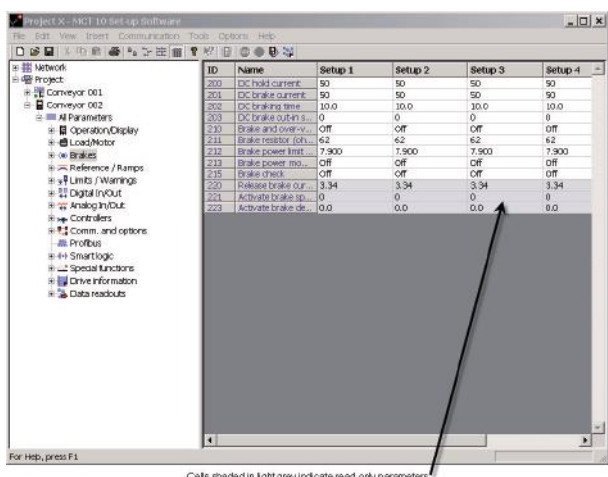 Project X - MCT 10 Set-up Software
File Edit View Insert Communication Tools Options Help
Network
Project
Conveyor 001
Conveyor 002
All Parameters
Operation/Display
Load/Motor
Brakes
Reference / Ramps
Limits / Warnings
Digital In/Out
Analog In/Out
Controllers
Comm. and options
Profibus
Smart logic
Special functions
Drive information
Data readouts
ID Name Setup 1 Setup 2 Setup 3 Setup 4
200 DC hold current 50 50 50 50
201 DC brake current 50 50 50 50
202 DC braking time 10.0 10.0 10.0 10.0
203 DC brake cut-in s... 0 0 0 0
210 Brake and over-v... Off Off Off Off
211 Brake resistor (oh... 62 62 62 62
212 Brake power limit ... 7.900 7.900 7.900 7.900
213 Brake power mo... Off Off Off Off
215 Brake check Off Off Off Off
220 Release brake cur... 3.34 3.34 3.34 3.34
221 Activate brake sp... 0 0 0 0
223 Activate brake de... 0.0 0.0 0.0 0.0
For Help, press F1
Cells shaded in light grey indicate read only parameters